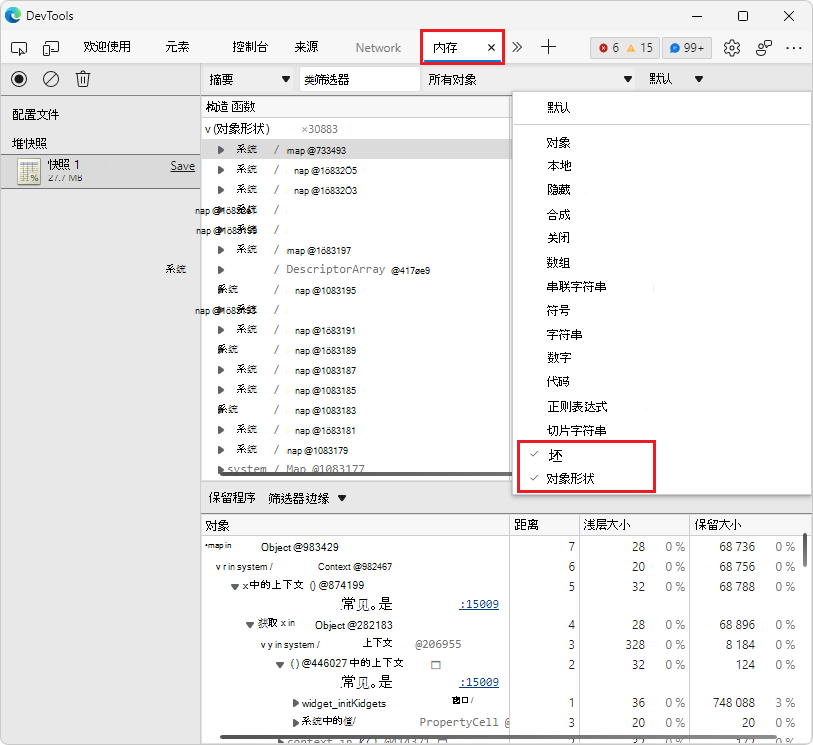 DevTools
欢迎使用 元素 控制台 来源 Network 内存 6 15 99+
摘要 类筛选器 所有对象 默认
配置文件
堆快照
快照 1 Save
27.7 MB
构造 函数
v (对象形状) ×30883
系统 / map @733493
系统 / nap @1683205
系统 / nap @1683203
系统 /
系统 /
系统 / map @1683197
系统 / DescriptorArray @417øe9
系统 / nap @1083195
系统 /
系统 / nap @1683191
系统 / nap @1683189
系统 / nap @1083187
系统 / nap @1083185
系统 / nap @1083183
系统 / nap @1683181
系统 / nap @1083179
system / Map @1083177
默认
对象
本地
隐藏
合成
关闭
数组
串联字符串
符号
字符串
数字
代码
正则表达式
切片字符串
坯
对象形状
保留程序 筛选器边缘
对象 距离 浅层大小 保留大小
•map in Object @983429 7 28 0 % 68 736 0 %
v r in system / Context @982467 6 20 0 % 68 756 0 %
x 中的上下文 () @874199 5 32 0 % 68 788 0 %
常见。是 :15009
获取 x in Object @282183 4 28 0 % 68 896 0 %
v y in system / 上下文 @206955 3 328 0 % 8 184 0 %
() @446027 中的上下文 2 32 0 % 124 0 %
常见。是 :15009
widget_initKidgets 窗口 / 1 36 0 % 748 088 3 %
系统中的值/ PropertyCell @ 3 20 0 % 20 0 %